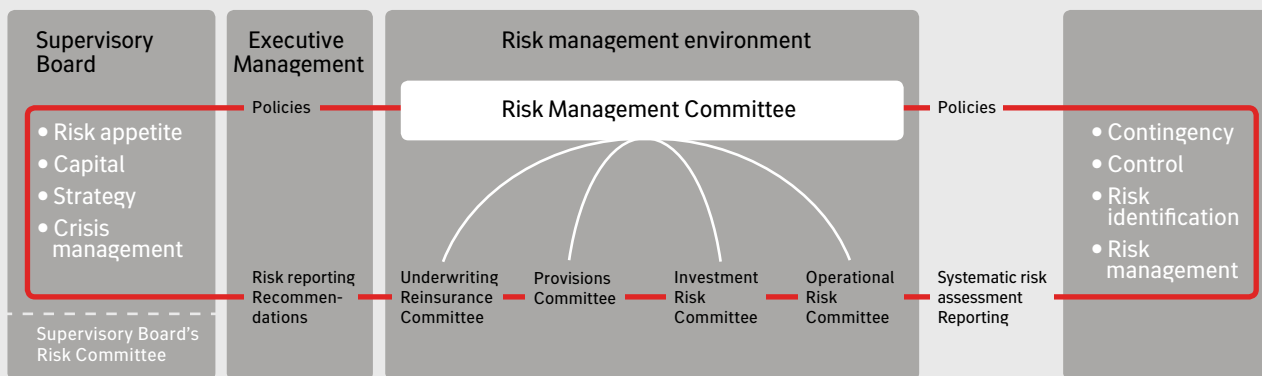 Supervisory
Board
Executive
Management
Risk management environment
Policies
Risk Management Committee
Policies
• Risk appetite
• Capital
• Strategy
• Crisis
management
• Contingency
• Control
• Risk
identification
• Risk
management
Risk reporting
Recommen-
dations
Underwriting
Reinsurance
Committee
Provisions
Committee
Investment
Risk
Committee
Operational
Risk
Committee
Systematic risk
assessment
Reporting
Supervisory Board's
Risk Committee